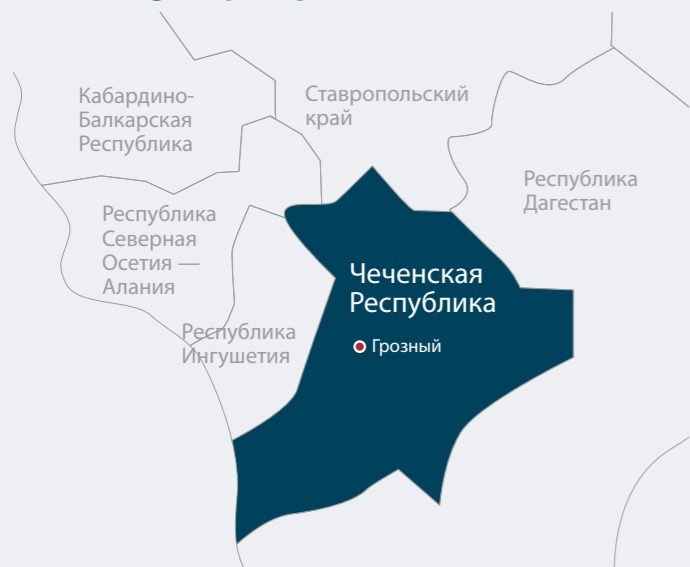 Кабардино-
Балкарская
Республика
Ставропольский
край
Республика
Дагестан
Республика
Северная
Осетия —
Алания
Чеченская
Республика
Республика
Ингушетия
Грозный